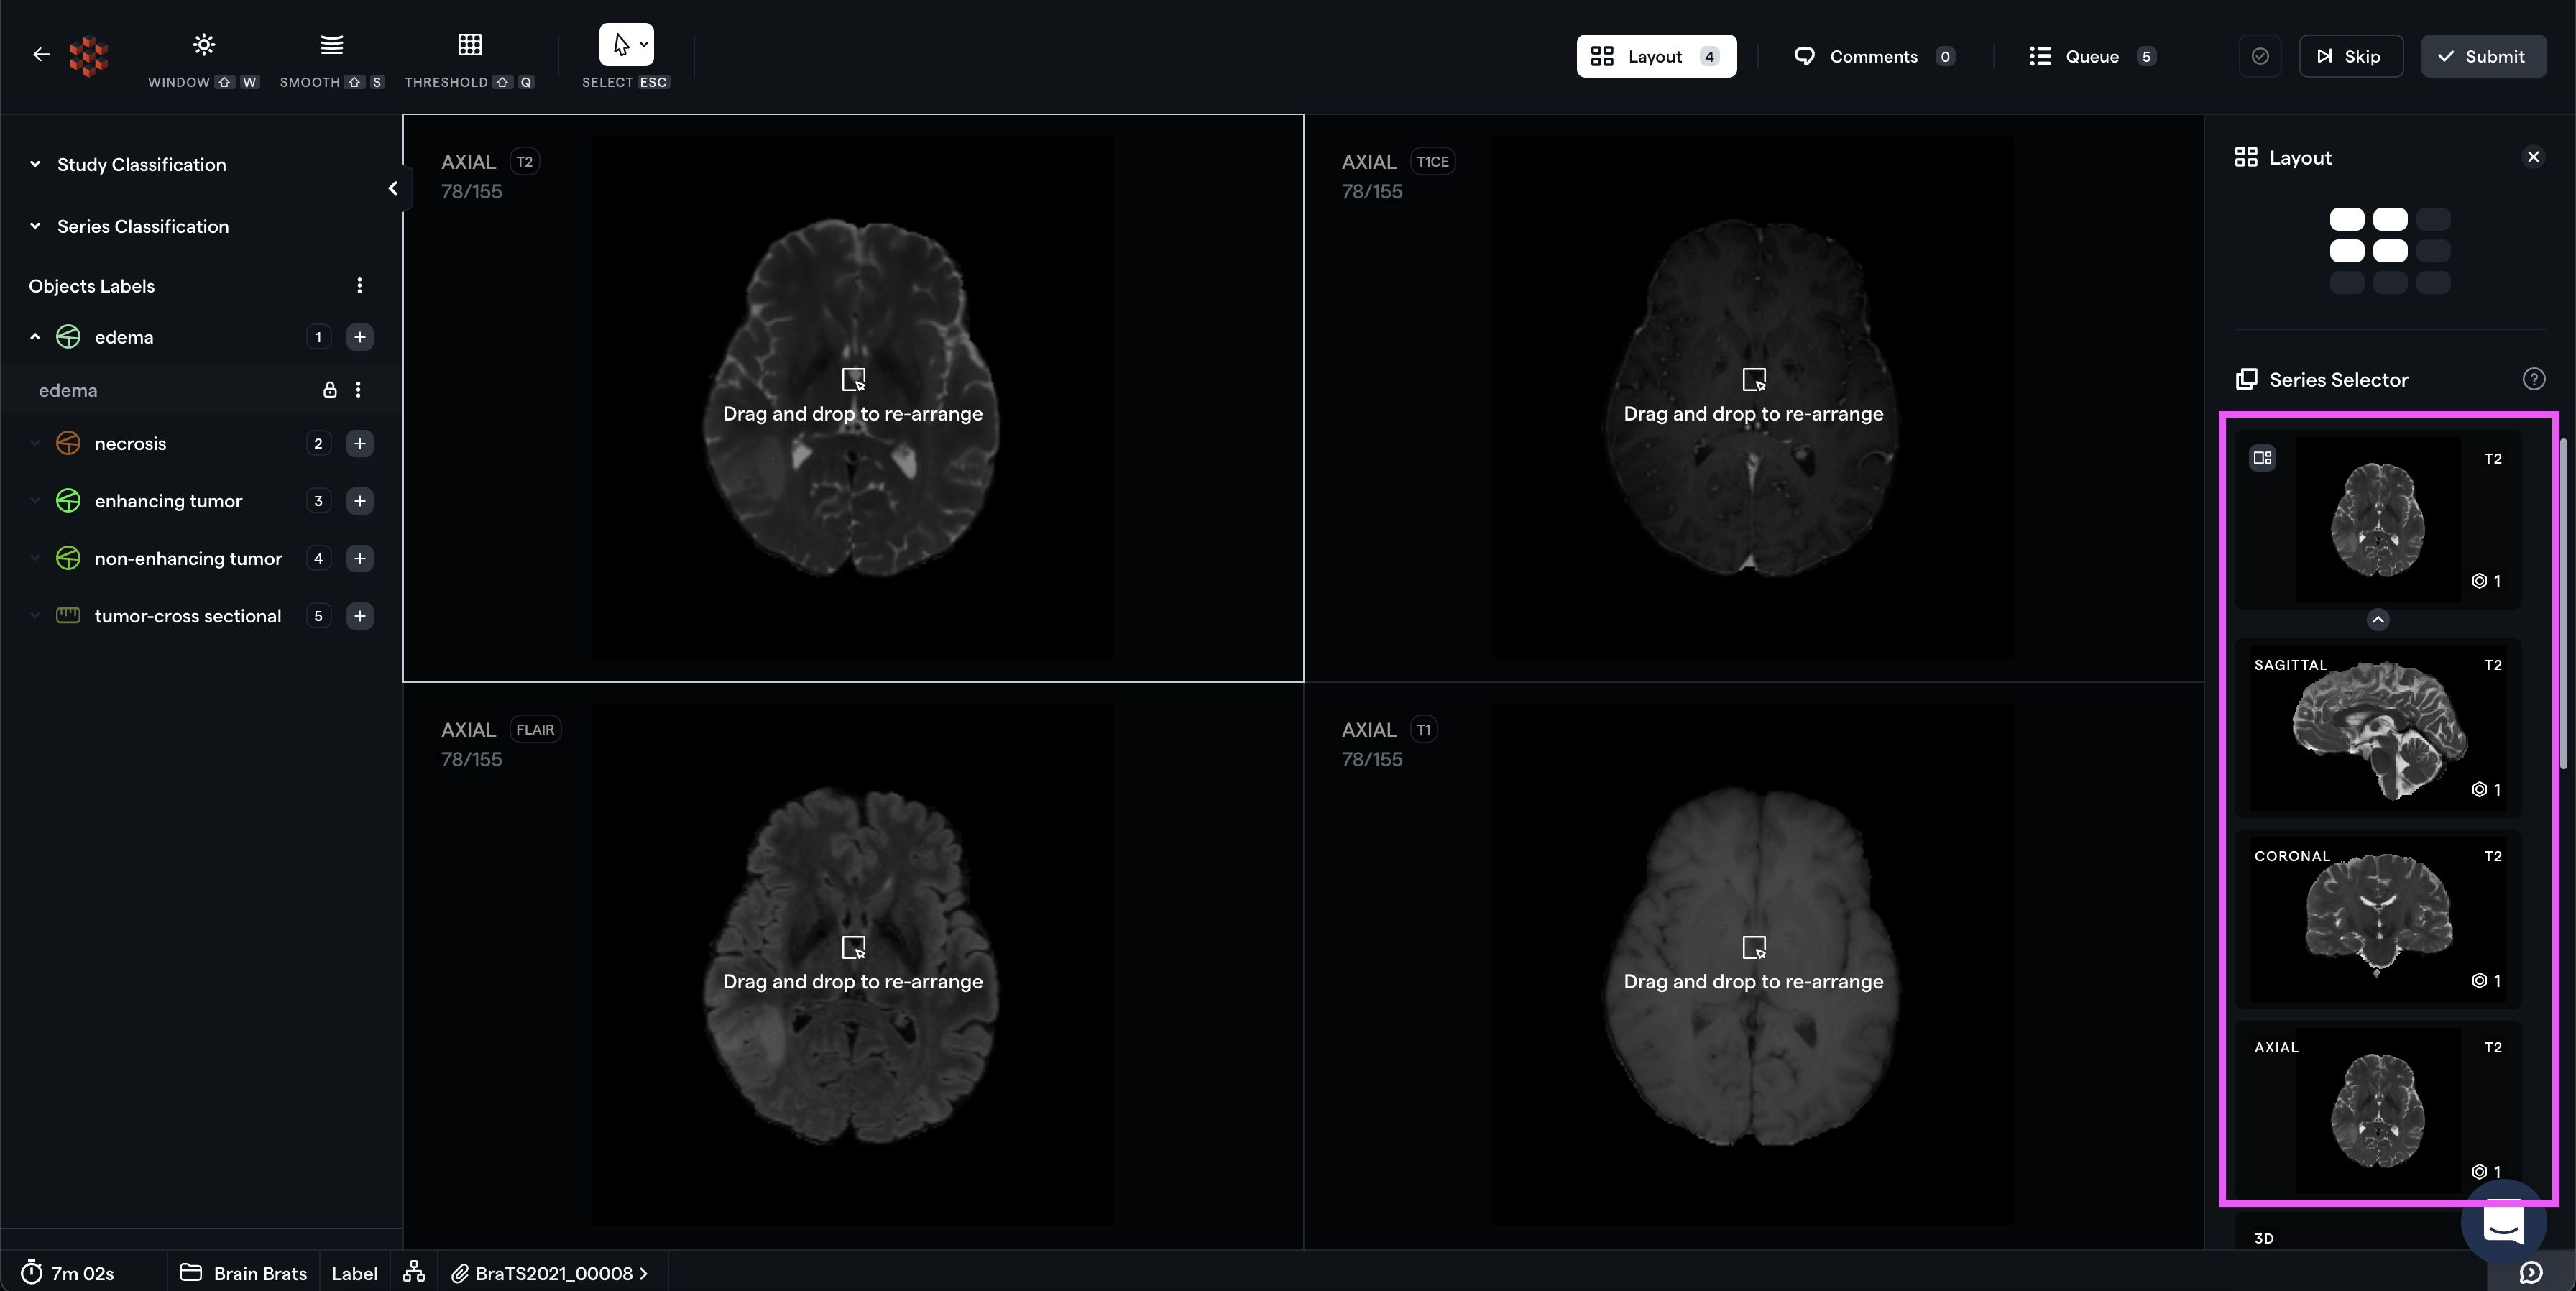 WINDOW W
SMOOTH S
THRESHOLD Q
SELECT ESC
Layout 4
Comments 0
Queue 5
Skip
Submit
Study Classification
Series Classification
Objects Labels
edema 1
edema
necrosis 2
enhancing tumor 3
non-enhancing tumor 4
tumor-cross sectional 5
AXIAL T2
78/155
Drag and drop to re-arrange
AXIAL T1CE
78/155
Drag and drop to re-arrange
AXIAL FLAIR
78/155
Drag and drop to re-arrange
AXIAL T1
78/155
Drag and drop to re-arrange
Layout
Series Selector
T2
1
SAGITTAL T2
1
CORONAL T2
1
AXIAL T2
1
3D
7m 02s
Brain Brats
Label
BraTS2021_00008